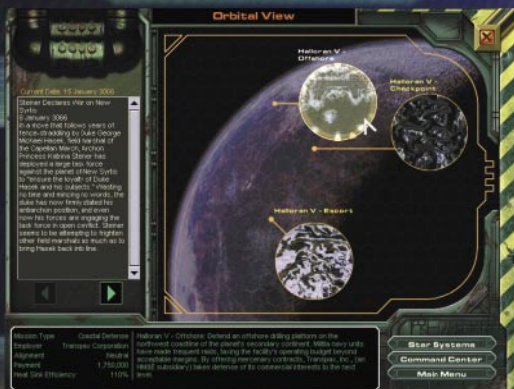 Orbital View
Current Date: 10 January 3066
Steiner Declares War on New
Syrtis
8 January 3066
In a move that follows years of
fence-straddling by Duke George
Michael Hasek, field marshal of
the Capellan March, Archon
Princess Katrina Steiner has
deployed a large task force
against the planet of New Syrtis
to "ensure the loyalty of Duke
Hasek and his subjects." Wasting
no time and mincing no words, the
duke has now firmly stated his
antiarchon position, and even
now his forces are engaging the
task force in open conflict. Steiner
seems to be attempting to frighten
other field marshals as much as to
bring Hasek back into line.
Halloran V -
Offshore
Halloran V -
Checkpoint
Halloran V - Escort
Mission Type Coastal Defense
Employer Transpac Corporation
Alignment Neutral
Payment 1,750,000
Heat Sink Efficiency 110%
Halloran V - Offshore: Defend an offshore drilling platform on the
northwest coastline of the planet's secondary continent. Militia navy units
have made frequent raids, taxing the facility's operating budget beyond
acceptable margins. By offering mercenary contracts, Transpac, Inc., (an
subsidiary) takes defense of its commercial interests to the next
level.
Star Systems
Command Center
Main Menu